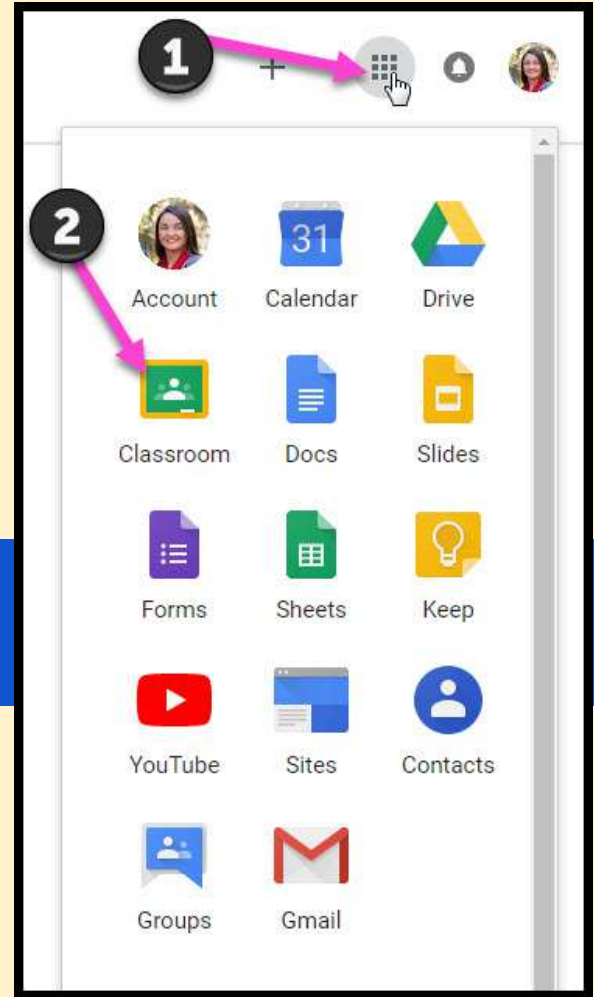 1
2
31
Account Calendar Drive
Classroom Docs Slides
Forms Sheets Keep
YouTube Sites Contacts
Groups Gmail